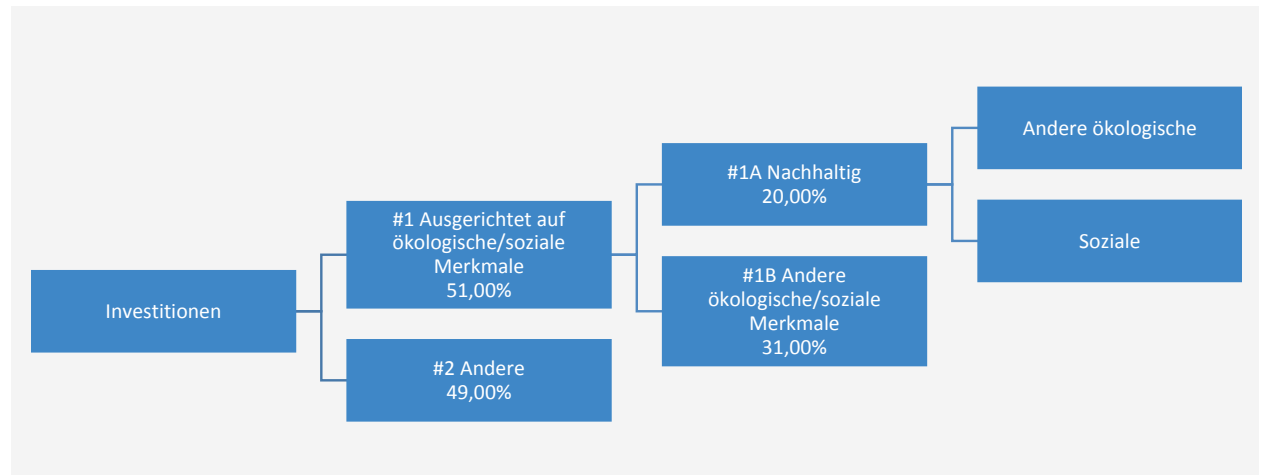 Investitionen
#1 Ausgerichtet auf
ökologische/soziale
Merkmale
51,00%
#2 Andere
49,00%
#1A Nachhaltig
20,00%
#1B Andere
ökologische/soziale
Merkmale
31,00%
Andere ökologische
Soziale